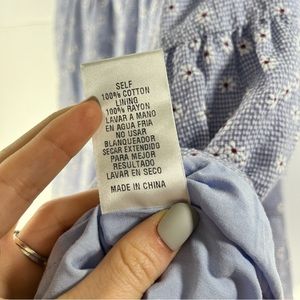 SELF
100% COTTON
LINING
100% RAYON
LAVAR A MANO
EN AGUA FRIA
NO USAR
BLANQUEADOR
SECAR EXTENDIDO
PARA MEJOR
RESULTADO
LAVAR EN SECO
MADE IN CHINA